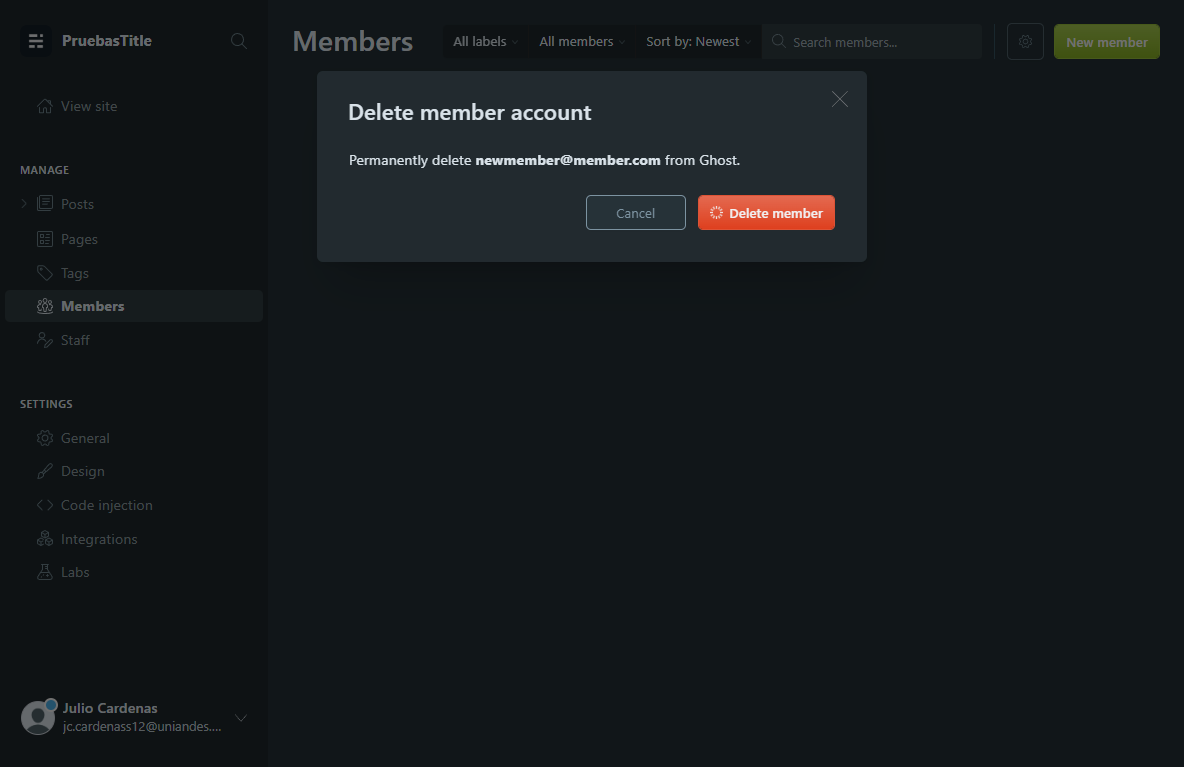 PruebasTitle
View site
MANAGE
Posts
Pages
Tags
Members
Staff
SETTINGS
General
Design
Code injection
Integrations
Labs
Julio Cardenas
jc.cardenass12@uniandes....
Members
All labels
All members
Sort by: Newest
Search members...
New member
Delete member account
Permanently delete newmember@member.com from Ghost.
Cancel
Delete member